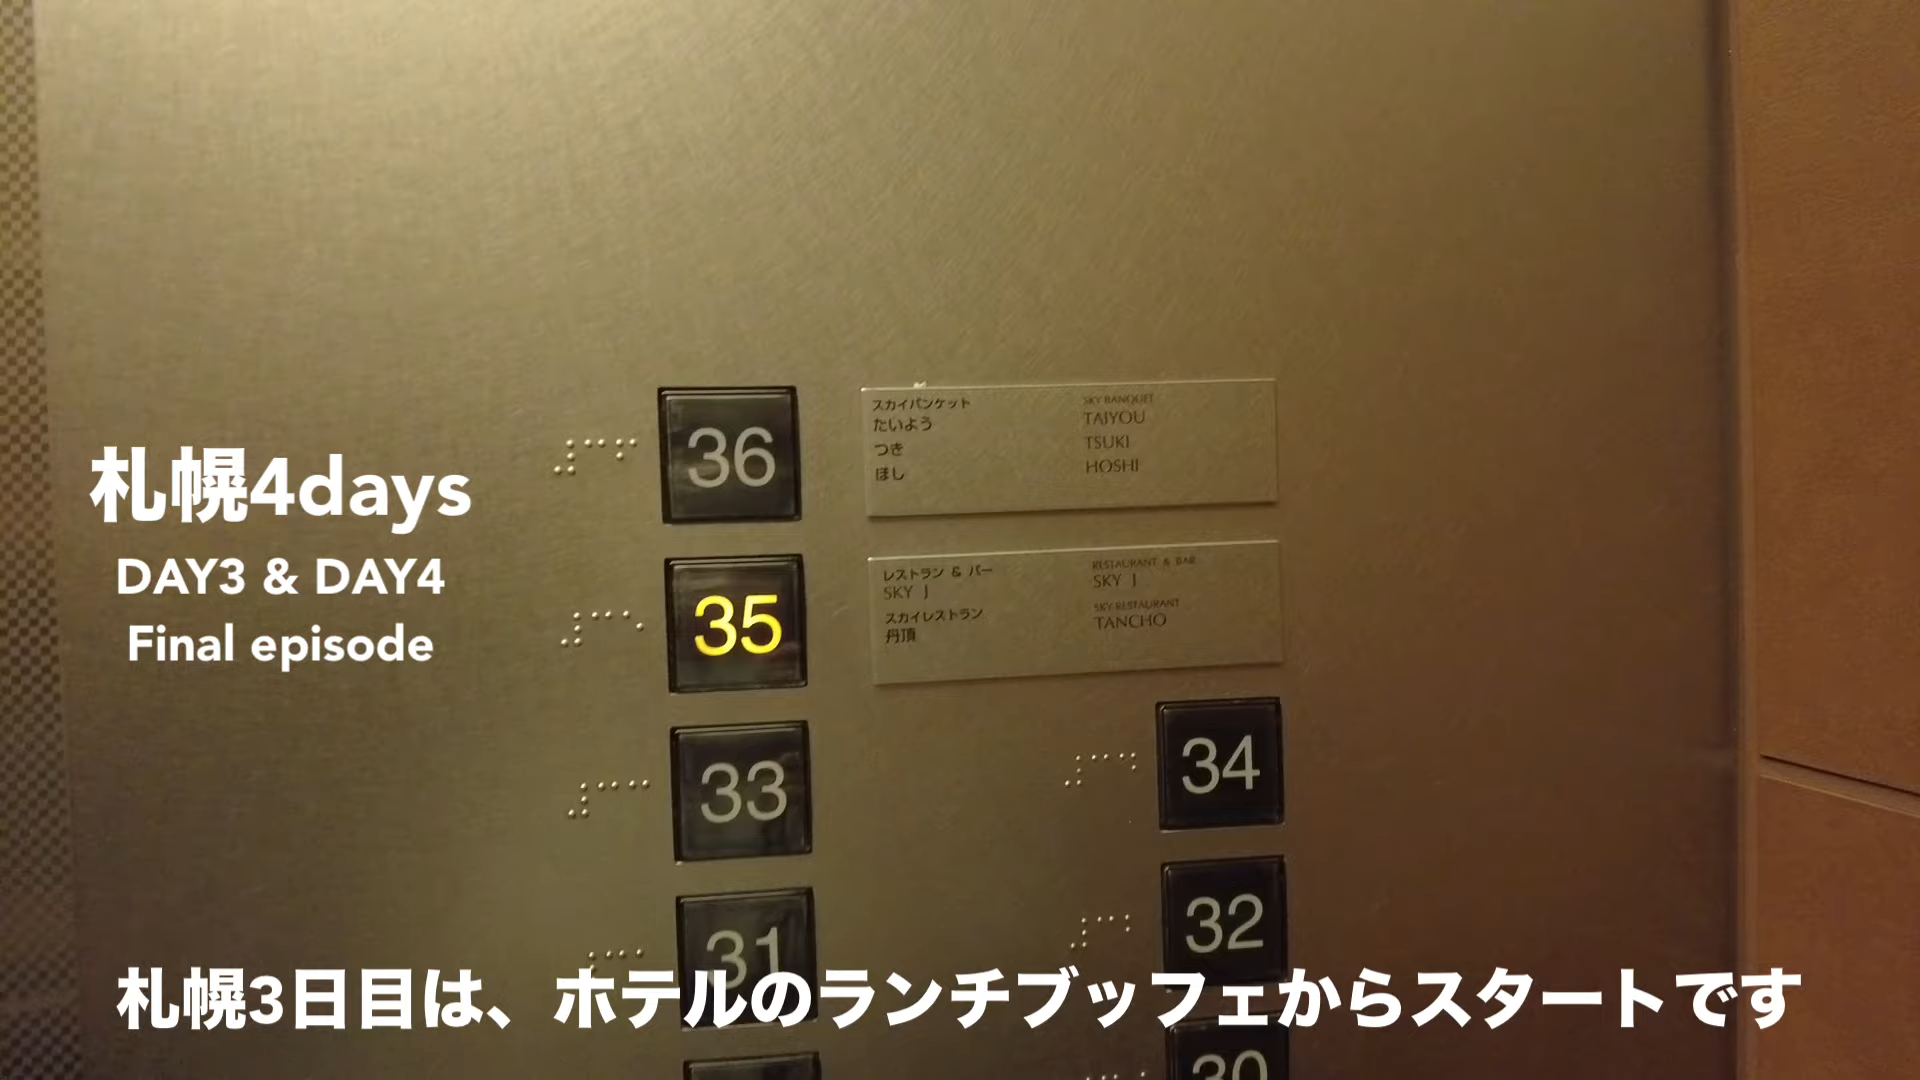 札幌4days
DAY3 & DAY4
Final episode
36
スカイバンケット
たいよう
つき
ほし
SKY BANQUET
TAIYOU
TSUKI
HOSHI
35
レストラン & バー
SKY J
スカイレストラン
丹頂
RESTAURANT & BAR
SKY J
SKY RESTAURANT
TANCHO
33
34
31
32
30
札幌3日目は、ホテルのランチブッフェからスタートです